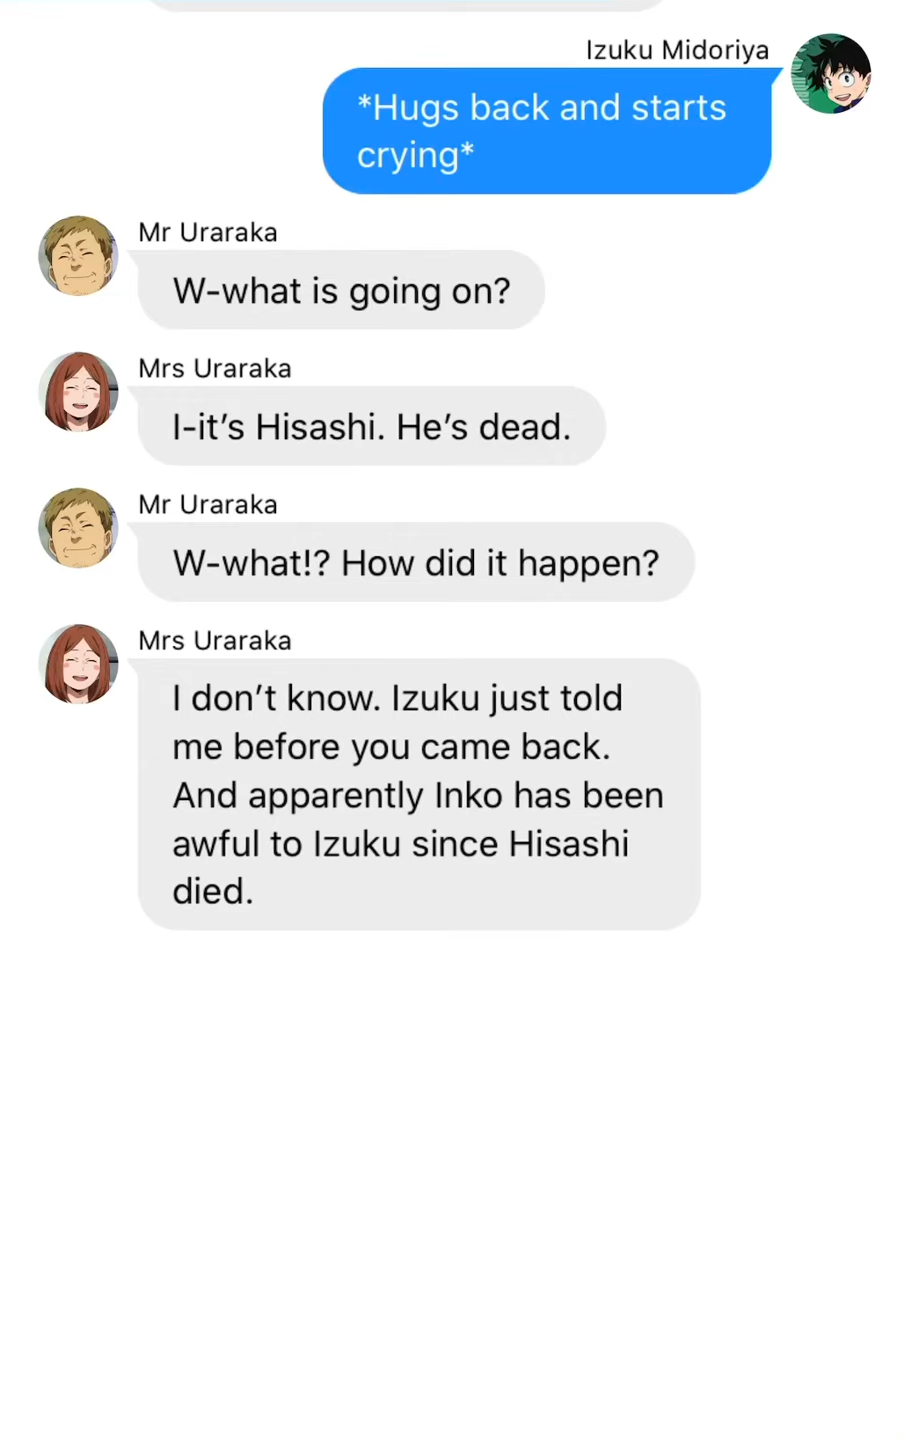 Izuku Midoriya
*Hugs back and starts
crying*
Mr Uraraka
W-what is going on?
Mrs Uraraka
I-it’s Hisashi. He’s dead.
Mr Uraraka
W-what!? How did it happen?
Mrs Uraraka
I don’t know. Izuku just told
me before you came back.
And apparently Inko has been
awful to Izuku since Hisashi
died.